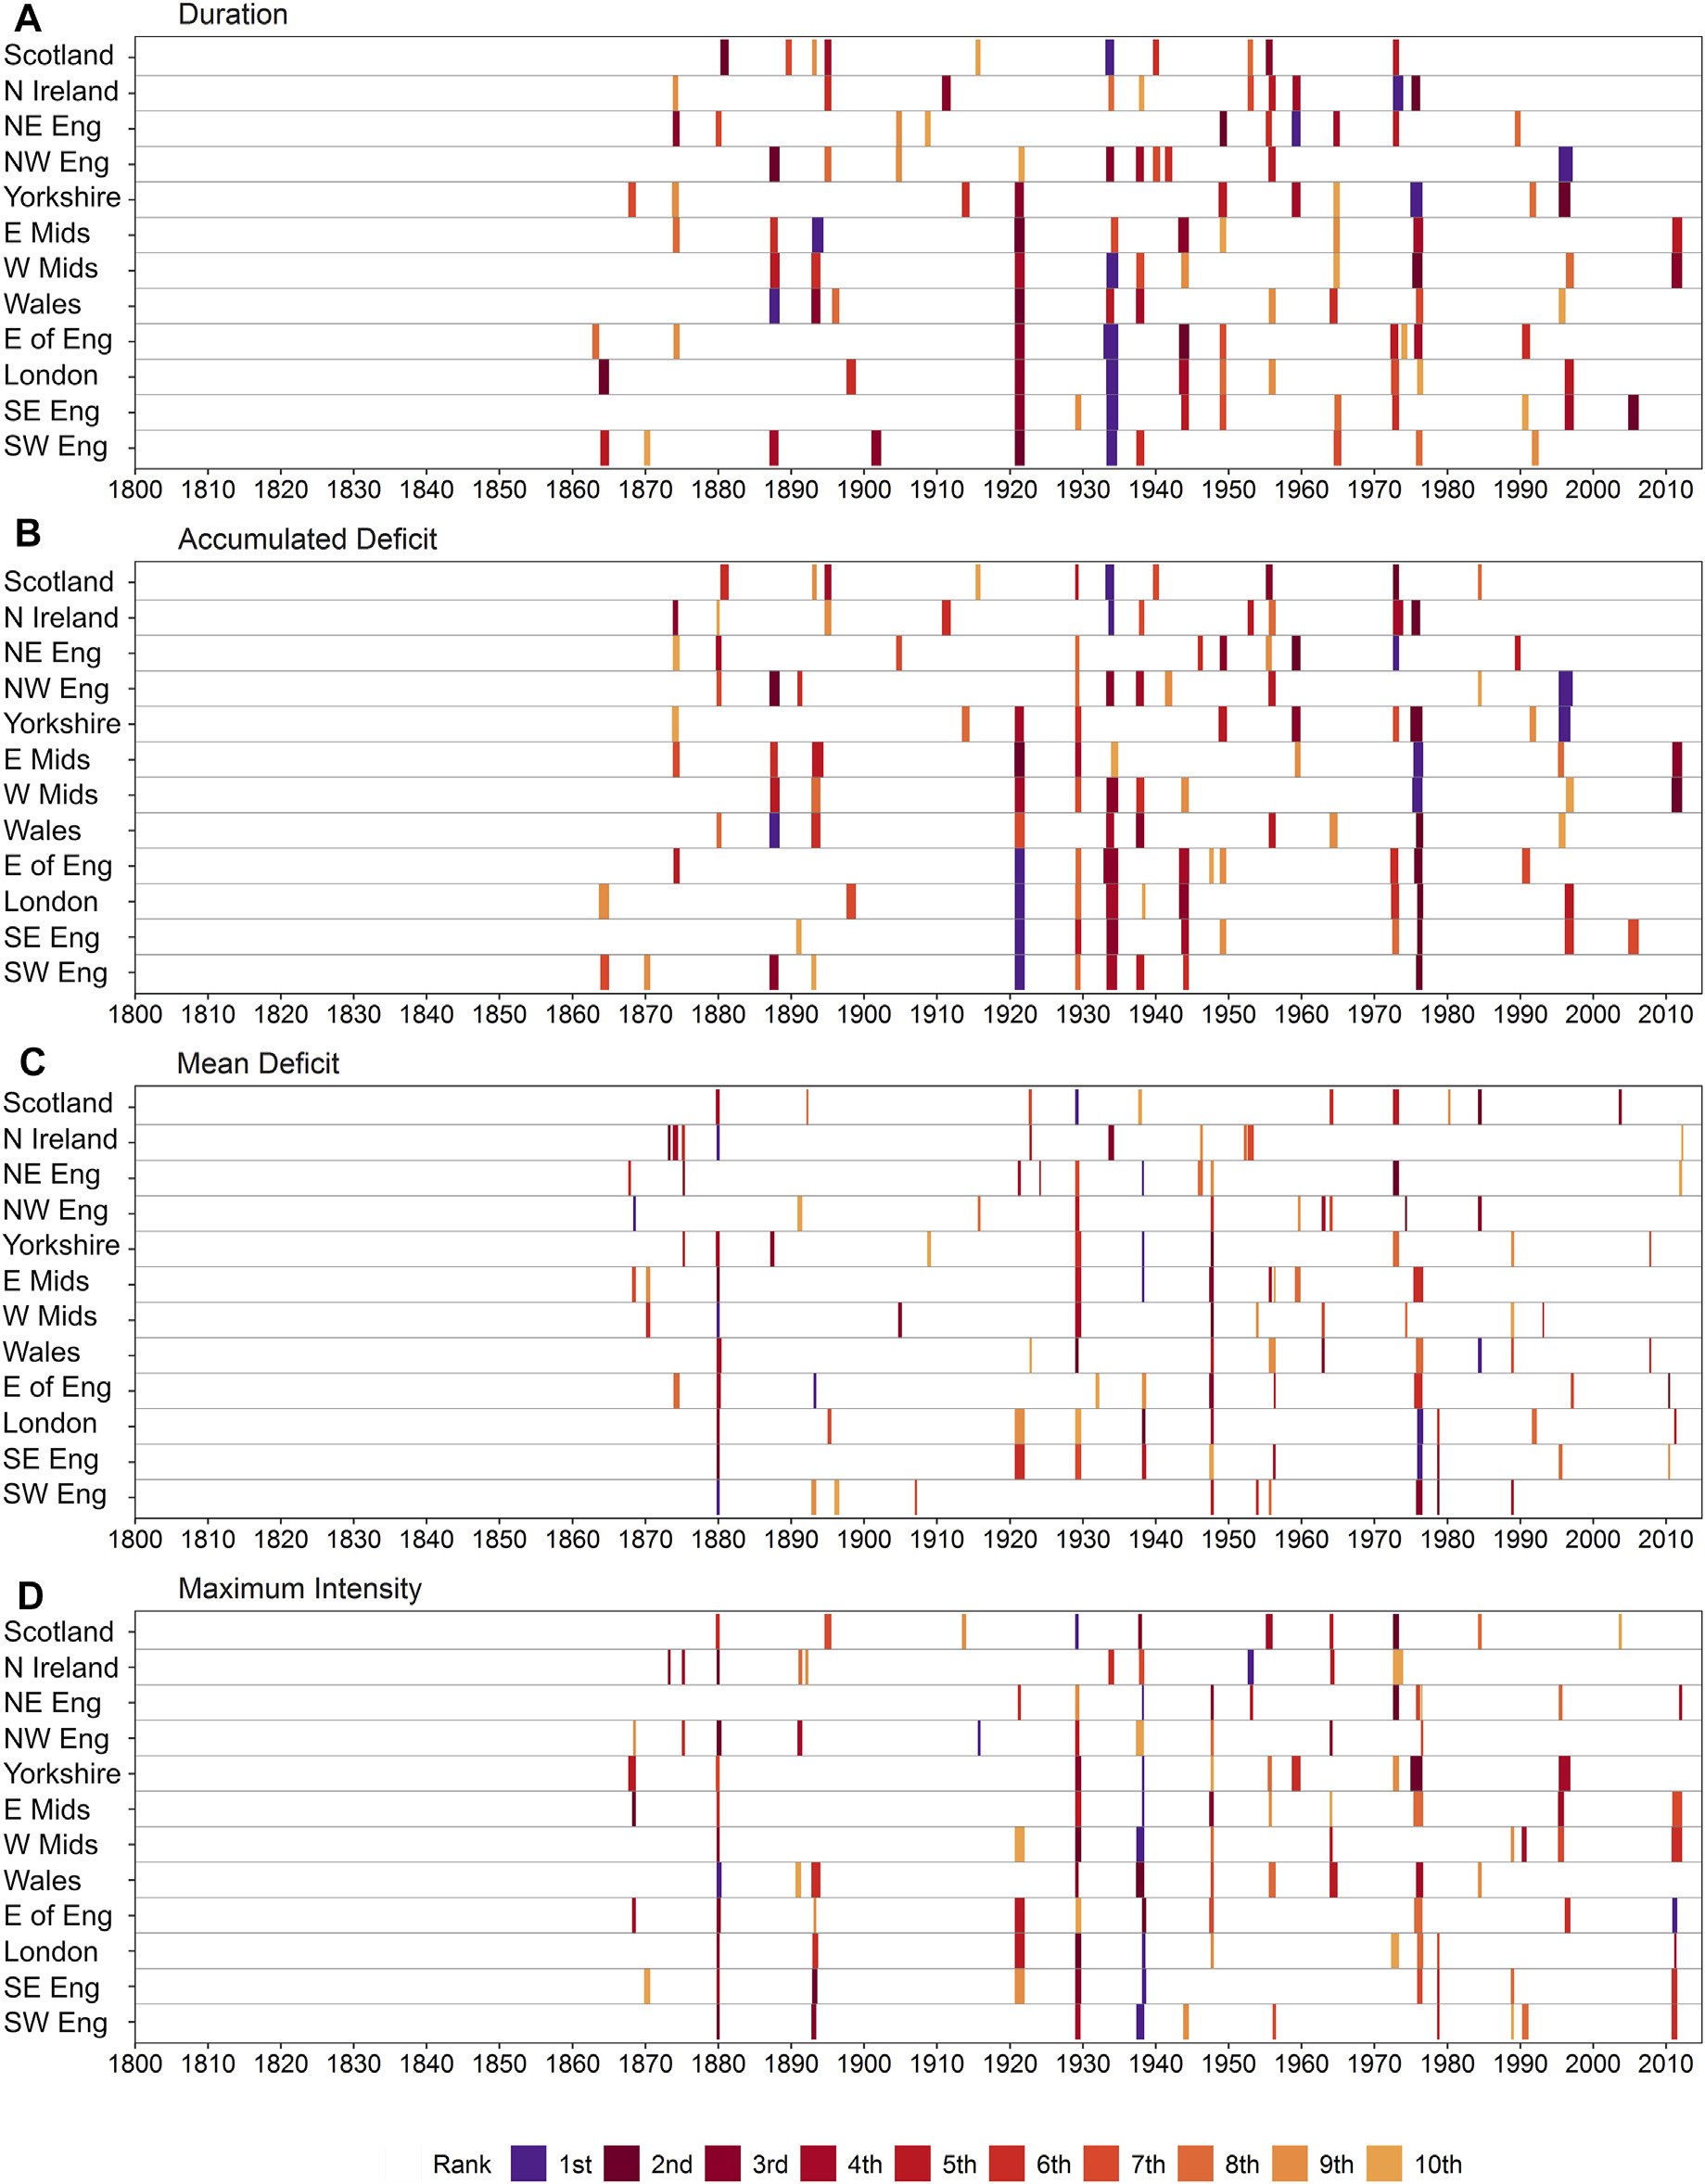 A Duration
Scotland
N Ireland
NE Eng
NW Eng
Yorkshire
E Mids
W Mids
Wales
E of Eng
London
SE Eng
SW Eng
1800 1810 1820 1830 1840 1850 1860 1870 1880 1890 1900 1910 1920 1930 1940 1950 1960 1970 1980 1990 2000 2010
B Accumulated Deficit
Scotland
N Ireland
NE Eng
NW Eng
Yorkshire
E Mids
W Mids
Wales
E of Eng
London
SE Eng
SW Eng
1800 1810 1820 1830 1840 1850 1860 1870 1880 1890 1900 1910 1920 1930 1940 1950 1960 1970 1980 1990 2000 2010
C Mean Deficit
Scotland
N Ireland
NE Eng
NW Eng
Yorkshire
E Mids
W Mids
Wales
E of Eng
London
SE Eng
SW Eng
1800 1810 1820 1830 1840 1850 1860 1870 1880 1890 1900 1910 1920 1930 1940 1950 1960 1970 1980 1990 2000 2010
D Maximum Intensity
Scotland
N Ireland
NE Eng
NW Eng
Yorkshire
E Mids
W Mids
Wales
E of Eng
London
SE Eng
SW Eng
1800 1810 1820 1830 1840 1850 1860 1870 1880 1890 1900 1910 1920 1930 1940 1950 1960 1970 1980 1990 2000 2010
Rank 1st 2nd 3rd 4th 5th 6th 7th 8th 9th 10th